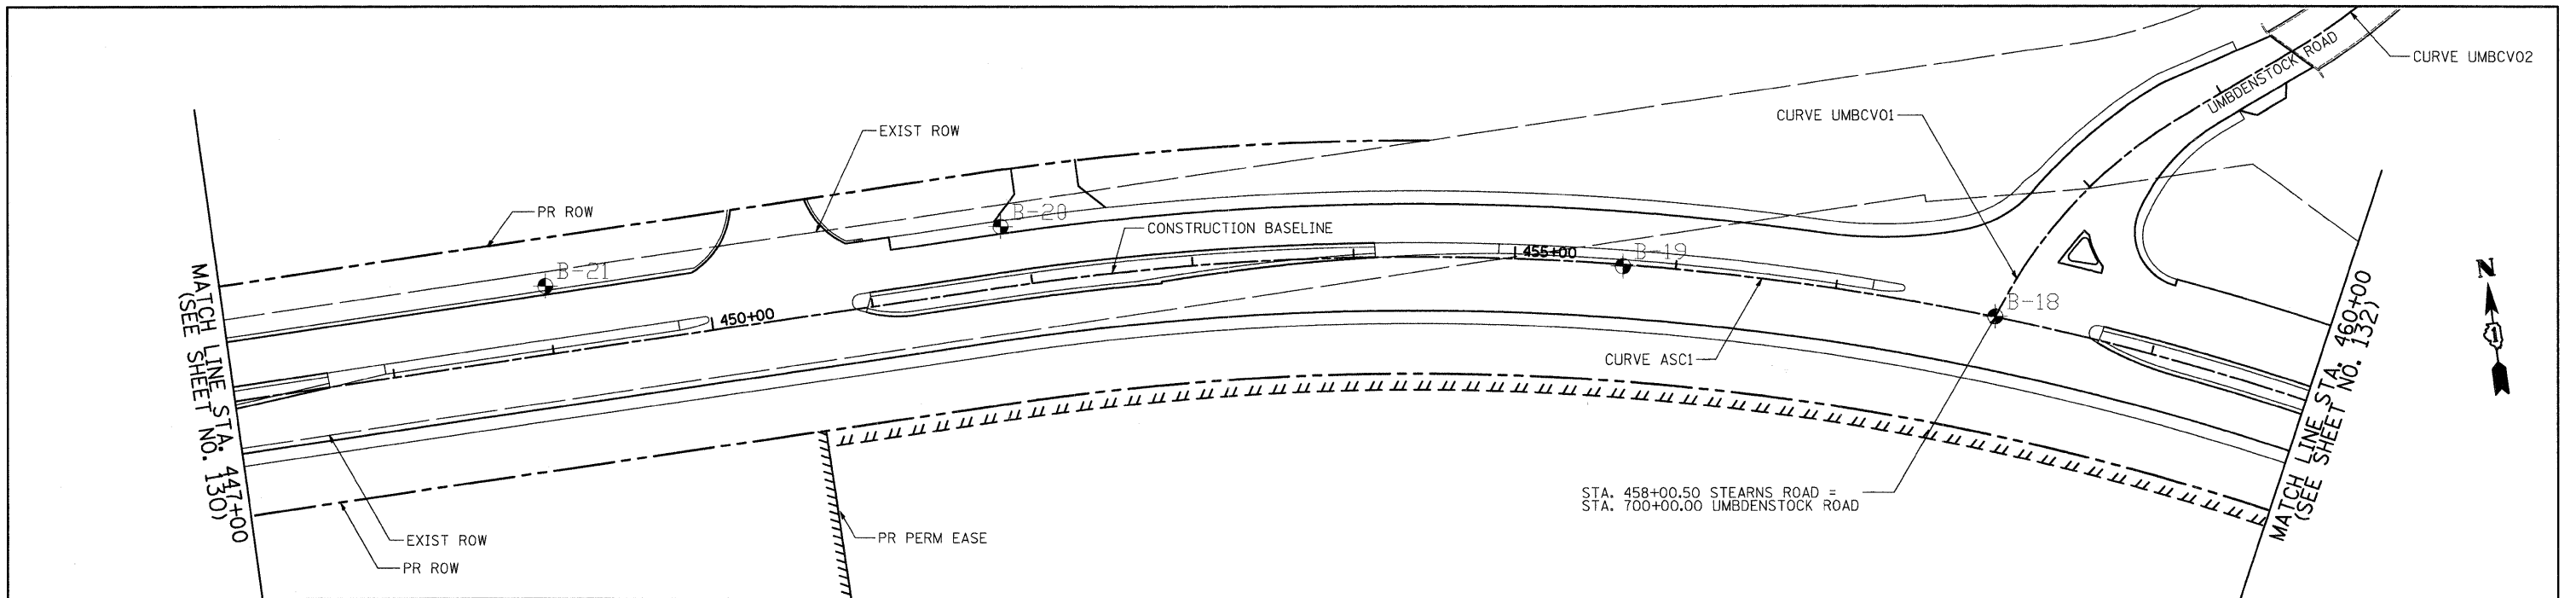 CURVE UMBCV02
UMBDENSTOCK ROAD
CURVE UMBCV01
EXIST ROW
PR ROW
B-20
CONSTRUCTION BASELINE
B-21
455+00
B-19
450+00
B-18
N
1
MATCH LINE STA. 447+00
(SEE SHEET NO. 130)
MATCH LINE STA. 460+00
(SEE SHEET NO. 132)
CURVE ASC1
STA. 458+00.50 STEARNS ROAD =
STA. 700+00.00 UMBDENSTOCK ROAD
EXIST ROW
PR ROW
PR PERM EASE